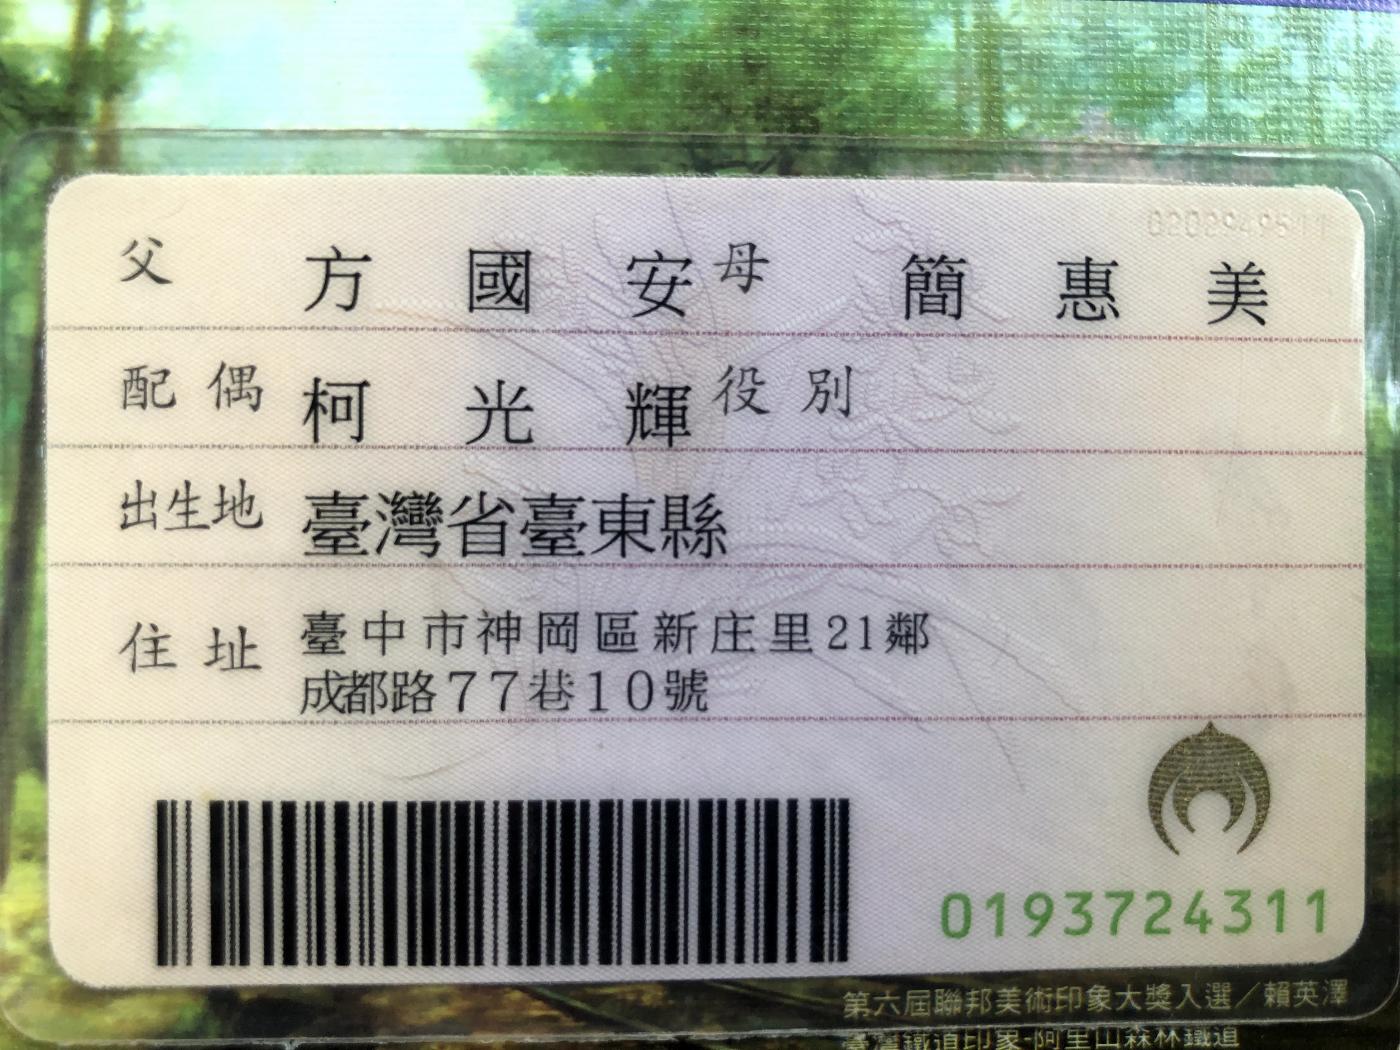 0202949511
父 方國安 母 簡惠美
配偶 柯光輝 役別
出生地 臺灣省臺東縣
住址 臺中市神岡區新庄里21鄰
成都路77巷10號
0193724311
第六屆聯邦美術印象大獎入選／賴英澤
臺灣鐵道印象-阿里山森林鐵道